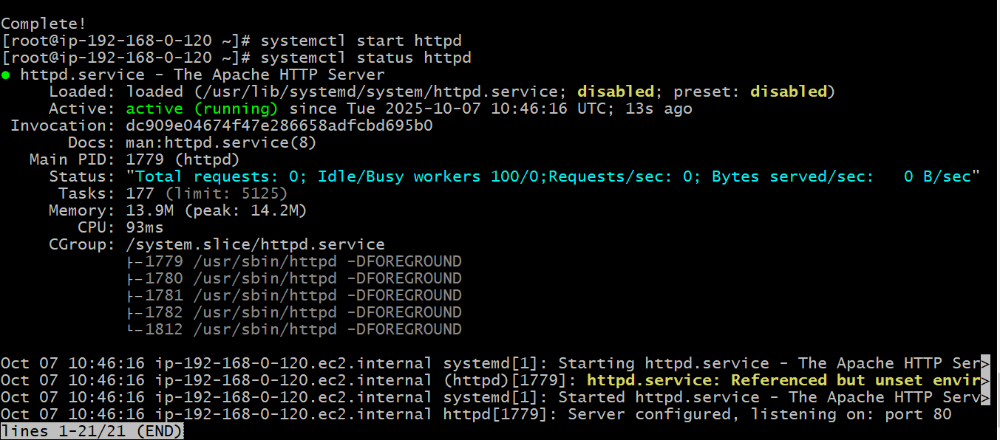 Complete!
[root@ip-192-168-0-120 ~]# systemctl start httpd
[root@ip-192-168-0-120 ~]# systemctl status httpd
● httpd.service - The Apache HTTP Server
     Loaded: loaded (/usr/lib/systemd/system/httpd.service; disabled; preset: disabled)
     Active: active (running) since Tue 2025-10-07 10:46:16 UTC; 13s ago
 Invocation: dc909e04674f47e286658adfcbd695b0
       Docs: man:httpd.service(8)
   Main PID: 1779 (httpd)
     Status: "Total requests: 0; Idle/Busy workers 100/0;Requests/sec: 0; Bytes served/sec:   0 B/sec"
      Tasks: 177 (limit: 5125)
     Memory: 13.9M (peak: 14.2M)
        CPU: 93ms
     CGroup: /system.slice/httpd.service
             ├─1779 /usr/sbin/httpd -DFOREGROUND
             ├─1780 /usr/sbin/httpd -DFOREGROUND
             ├─1781 /usr/sbin/httpd -DFOREGROUND
             ├─1782 /usr/sbin/httpd -DFOREGROUND
             └─1812 /usr/sbin/httpd -DFOREGROUND
Oct 07 10:46:16 ip-192-168-0-120.ec2.internal systemd[1]: Starting httpd.service - The Apache HTTP Ser>
Oct 07 10:46:16 ip-192-168-0-120.ec2.internal (httpd)[1779]: httpd.service: Referenced but unset envir>
Oct 07 10:46:16 ip-192-168-0-120.ec2.internal systemd[1]: Started httpd.service - The Apache HTTP Serv>
Oct 07 10:46:16 ip-192-168-0-120.ec2.internal httpd[1779]: Server configured, listening on: port 80
lines 1-21/21 (END)